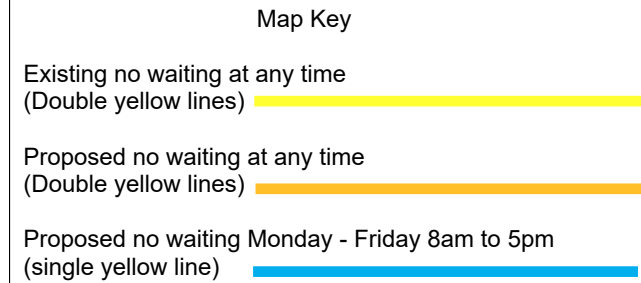 Map Key
Existing no waiting at any time
(Double yellow lines)
Proposed no waiting at any time
(Double yellow lines)
Proposed no waiting Monday - Friday 8am to 5pm
(single yellow line)